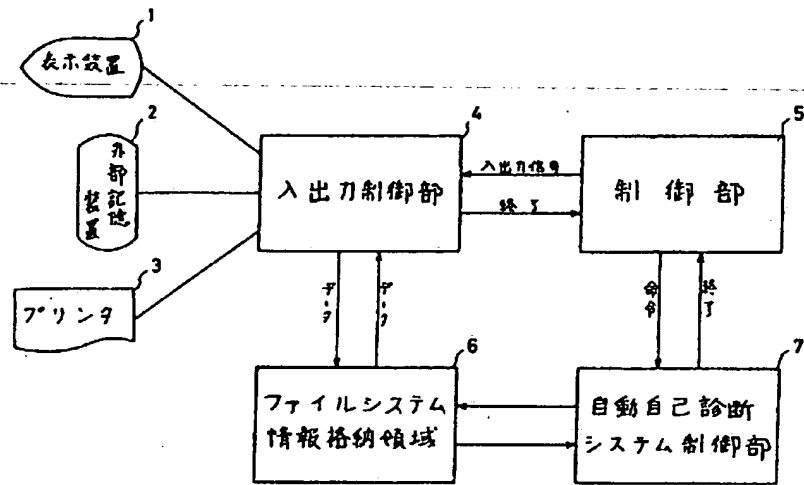 1
表示装置
2
外部記憶
装置
3
プリンタ
4
入出力制御部
5
制御部
入出力信号
終了
データ
データ
命令
終了
6
ファイルシステム
情報格納領域
7
自動自己診断
システム制御部